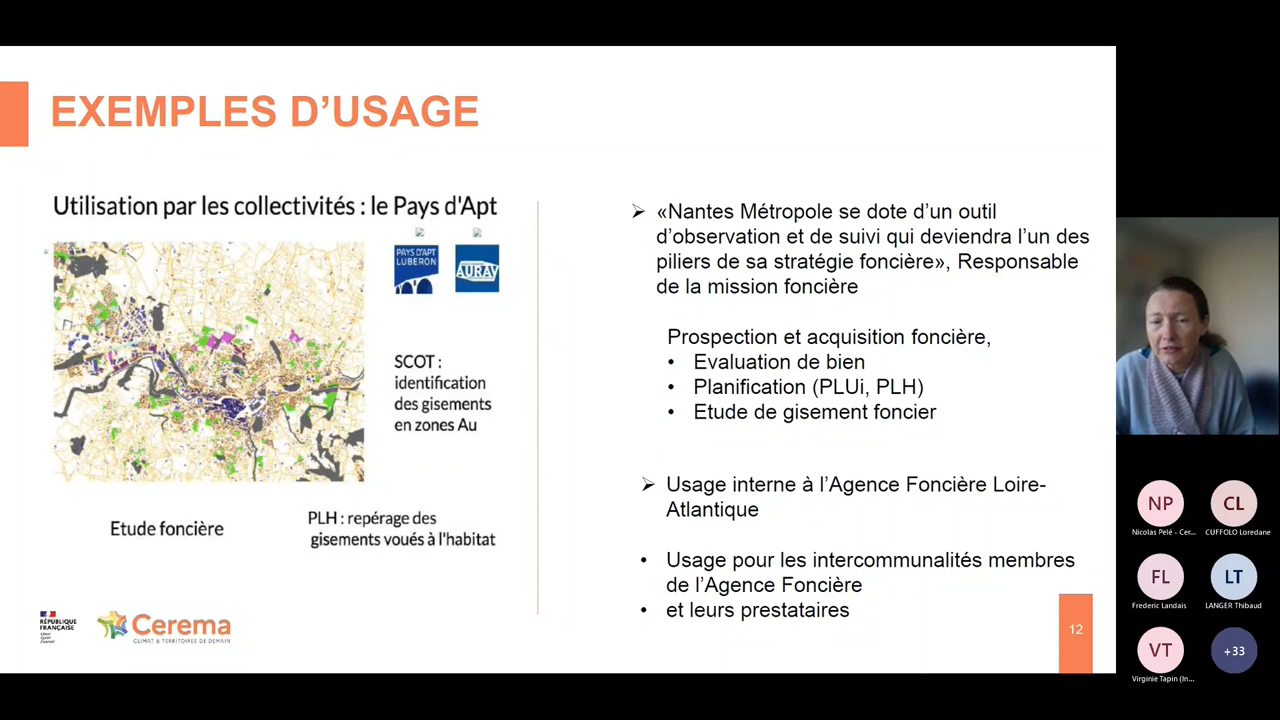 EXEMPLES D’USAGE
Utilisation par les collectivités : le Pays d'Apt
PAYS D'APT
LUBERON
AURAV
SCOT :
identification
des gisements
en zones Au
Etude foncière
PLH : repérage des
gisements voués à l'habitat
«Nantes Métropole se dote d’un outil
d’observation et de suivi qui deviendra l’un des
piliers de sa stratégie foncière», Responsable
de la mission foncière
Prospection et acquisition foncière,
• Evaluation de bien
• Planification (PLUi, PLH)
• Etude de gisement foncier
Usage interne à l’Agence Foncière Loire-
Atlantique
• Usage pour les intercommunalités membres
de l’Agence Foncière
• et leurs prestataires
RÉPUBLIQUE
FRANÇAISE
Liberté
Égalité
Fraternité
Cerema
CLIMAT & TERRITOIRES DE DEMAIN
12
NP
Nicolas Pelé - Cer...
CL
CUFFOLO Loredane
FL
Frederic Landais
LT
LANGER Thibaud
VT
Virginie Tapin (In...
+33